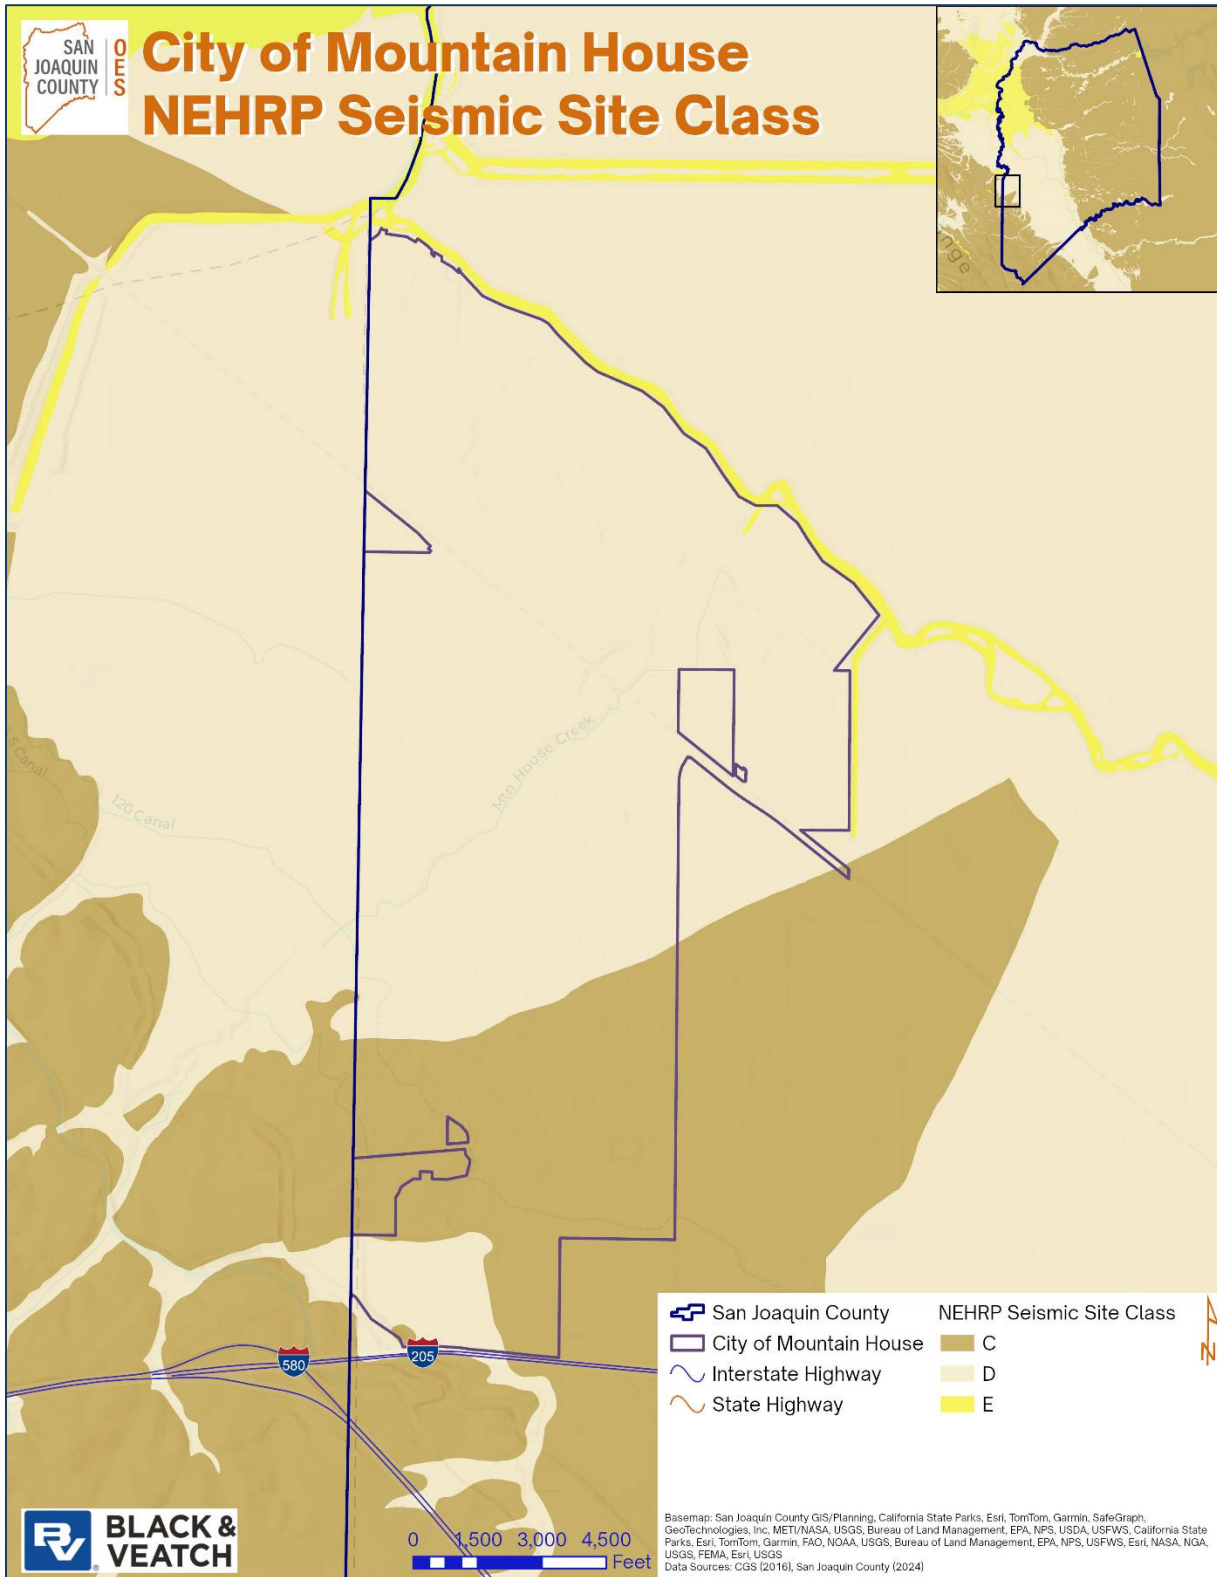 SAN
JOAQUIN
COUNTY
OES
City of Mountain House
NEHRP Seismic Site Class
nge
S Canal
120 Canal
Mtn House Creek
580
205
San Joaquin County
City of Mountain House
Interstate Highway
State Highway
NEHRP Seismic Site Class
C
D
E
N
BV
BLACK &
VEATCH
0 1,500 3,000 4,500
Feet
Basemap: San Joaquin County GIS/Planning, California State Parks, Esri, TomTom, Garmin, SafeGraph,
GeoTechnologies, Inc, METI/NASA, USGS, Bureau of Land Management, EPA, NPS, USDA, USFWS, California State
Parks, Esri, TomTom, Garmin, FAO, NOAA, USGS, Bureau of Land Management, EPA, NPS, USFWS, Esri, NASA, NGA,
USGS, FEMA, Esri, USGS
Data Sources: CGS (2016), San Joaquin County (2024)